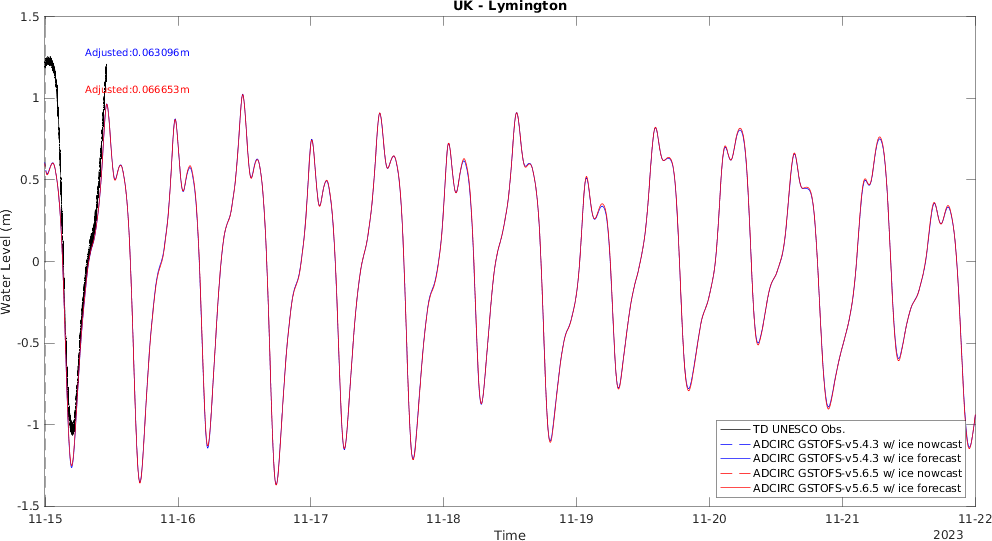 UK - Lymington
1.5
1
0.5
0
-0.5
-1
-1.5
Water Level (m)
Adjusted:0.063096m
Adjusted:0.066653m
TD UNESCO Obs.
ADCIRC GSTOFS-v5.4.3 w/ ice nowcast
ADCIRC GSTOFS-v5.4.3 w/ ice forecast
ADCIRC GSTOFS-v5.6.5 w/ ice nowcast
ADCIRC GSTOFS-v5.6.5 w/ ice forecast
11-15 11-16 11-17 11-18 11-19 11-20 11-21 11-22
Time
2023